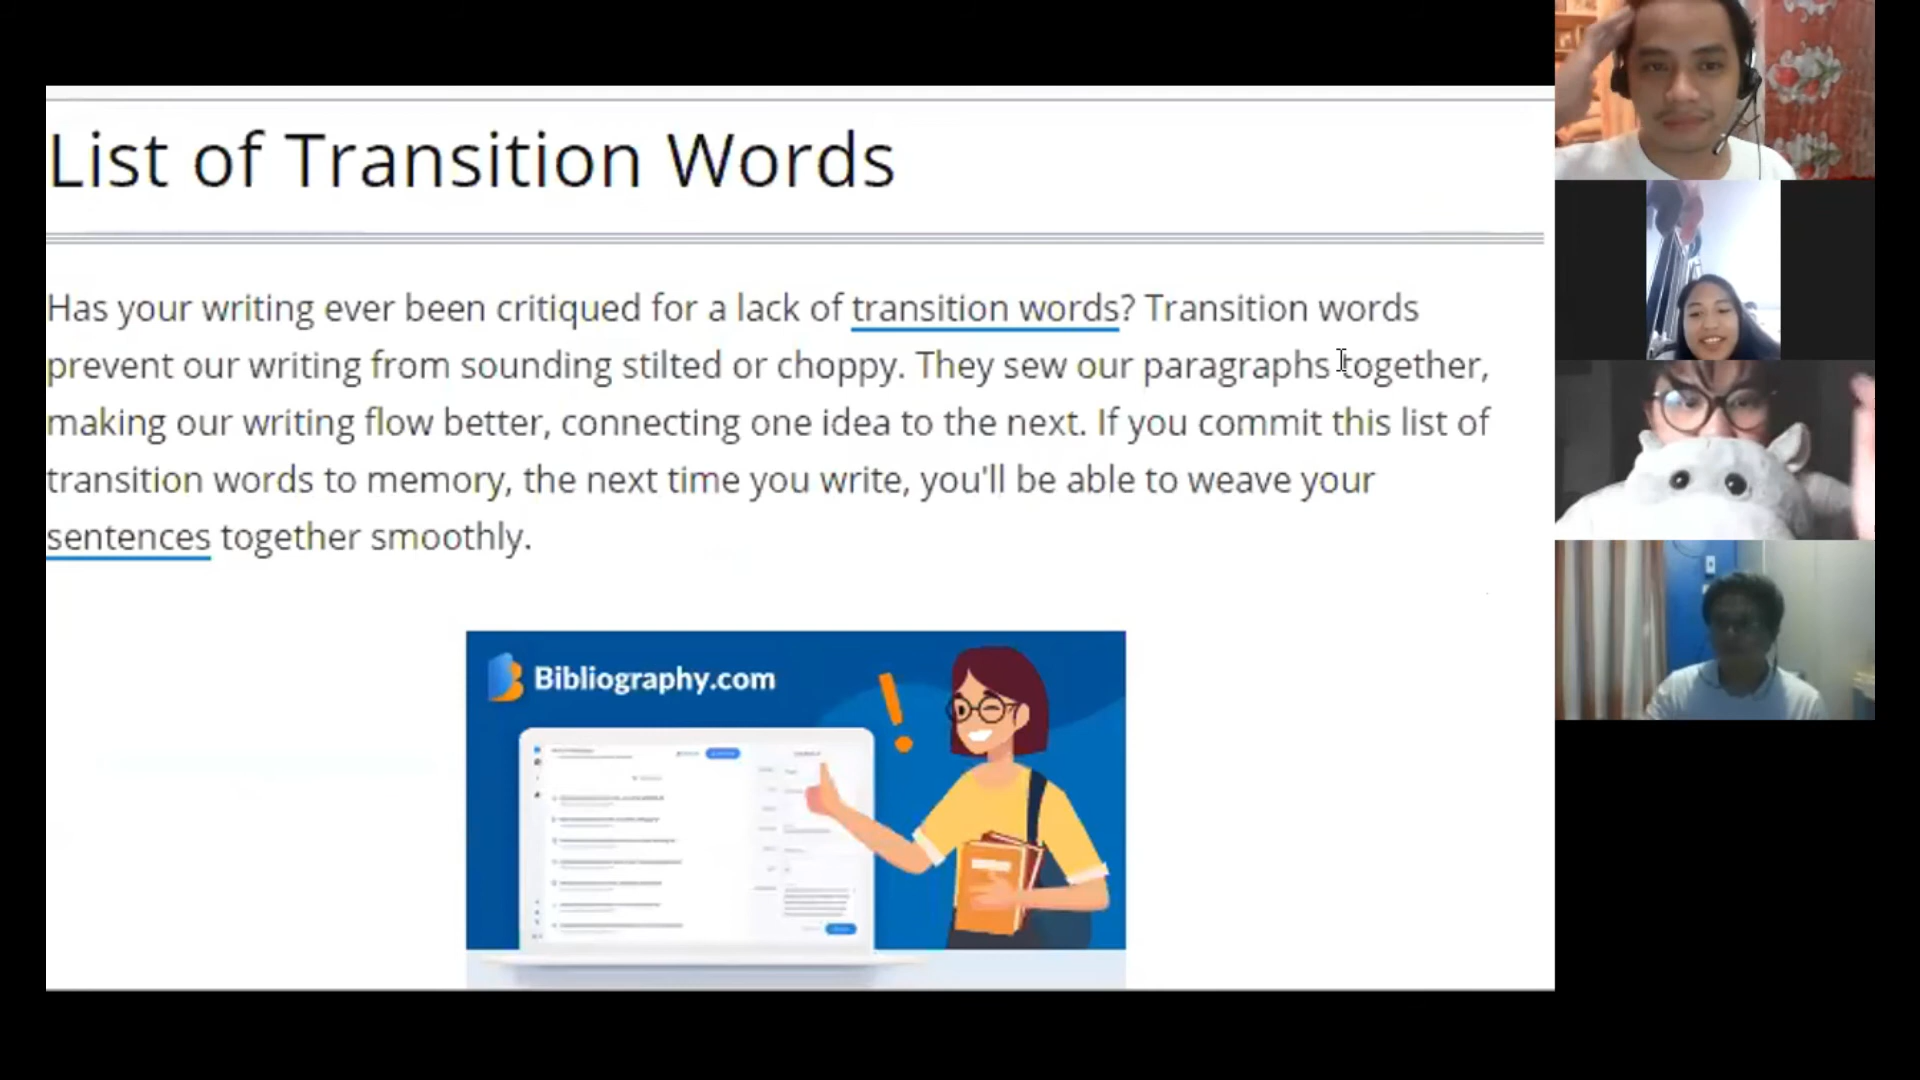 List of Transition Words
Has your writing ever been critiqued for a lack of transition words? Transition words
prevent our writing from sounding stilted or choppy. They sew our paragraphs together,
making our writing flow better, connecting one idea to the next. If you commit this list of
transition words to memory, the next time you write, you'll be able to weave your
sentences together smoothly.
Bibliography.com